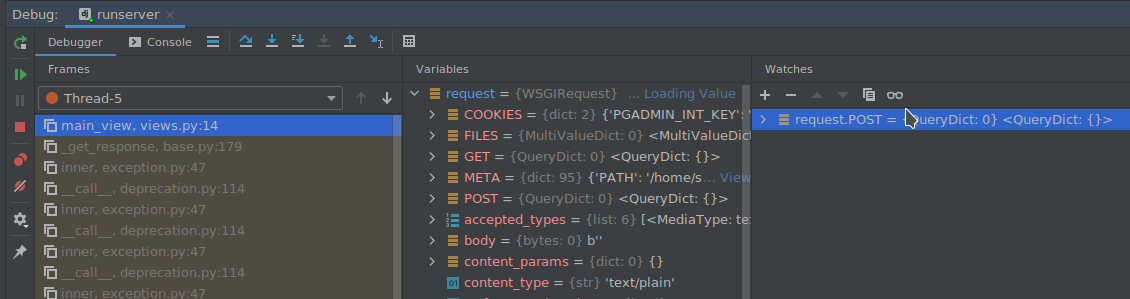 Debug: runserver
Debugger Console
Frames
Thread-5
main_view, views.py:14
_get_response, base.py:179
inner, exception.py:47
__call__, deprecation.py:114
inner, exception.py:47
__call__, deprecation.py:114
inner, exception.py:47
__call__, deprecation.py:114
inner, exception.py:47
Variables
request = {WSGIRequest} ... Loading Value
COOKIES = {dict: 2} {'PGADMIN_INT_KEY': '
FILES = {MultiValueDict: 0} <MultiValueDict
GET = {QueryDict: 0} <QueryDict: {}>
META = {dict: 95} {'PATH': '/home/s... View
POST = {QueryDict: 0} <QueryDict: {}>
accepted_types = {list: 6} [<MediaType: te
body = {bytes: 0} b''
content_params = {dict: 0} {}
content_type = {str} 'text/plain'
Watches
request.POST = {QueryDict: 0} <QueryDict: {}>